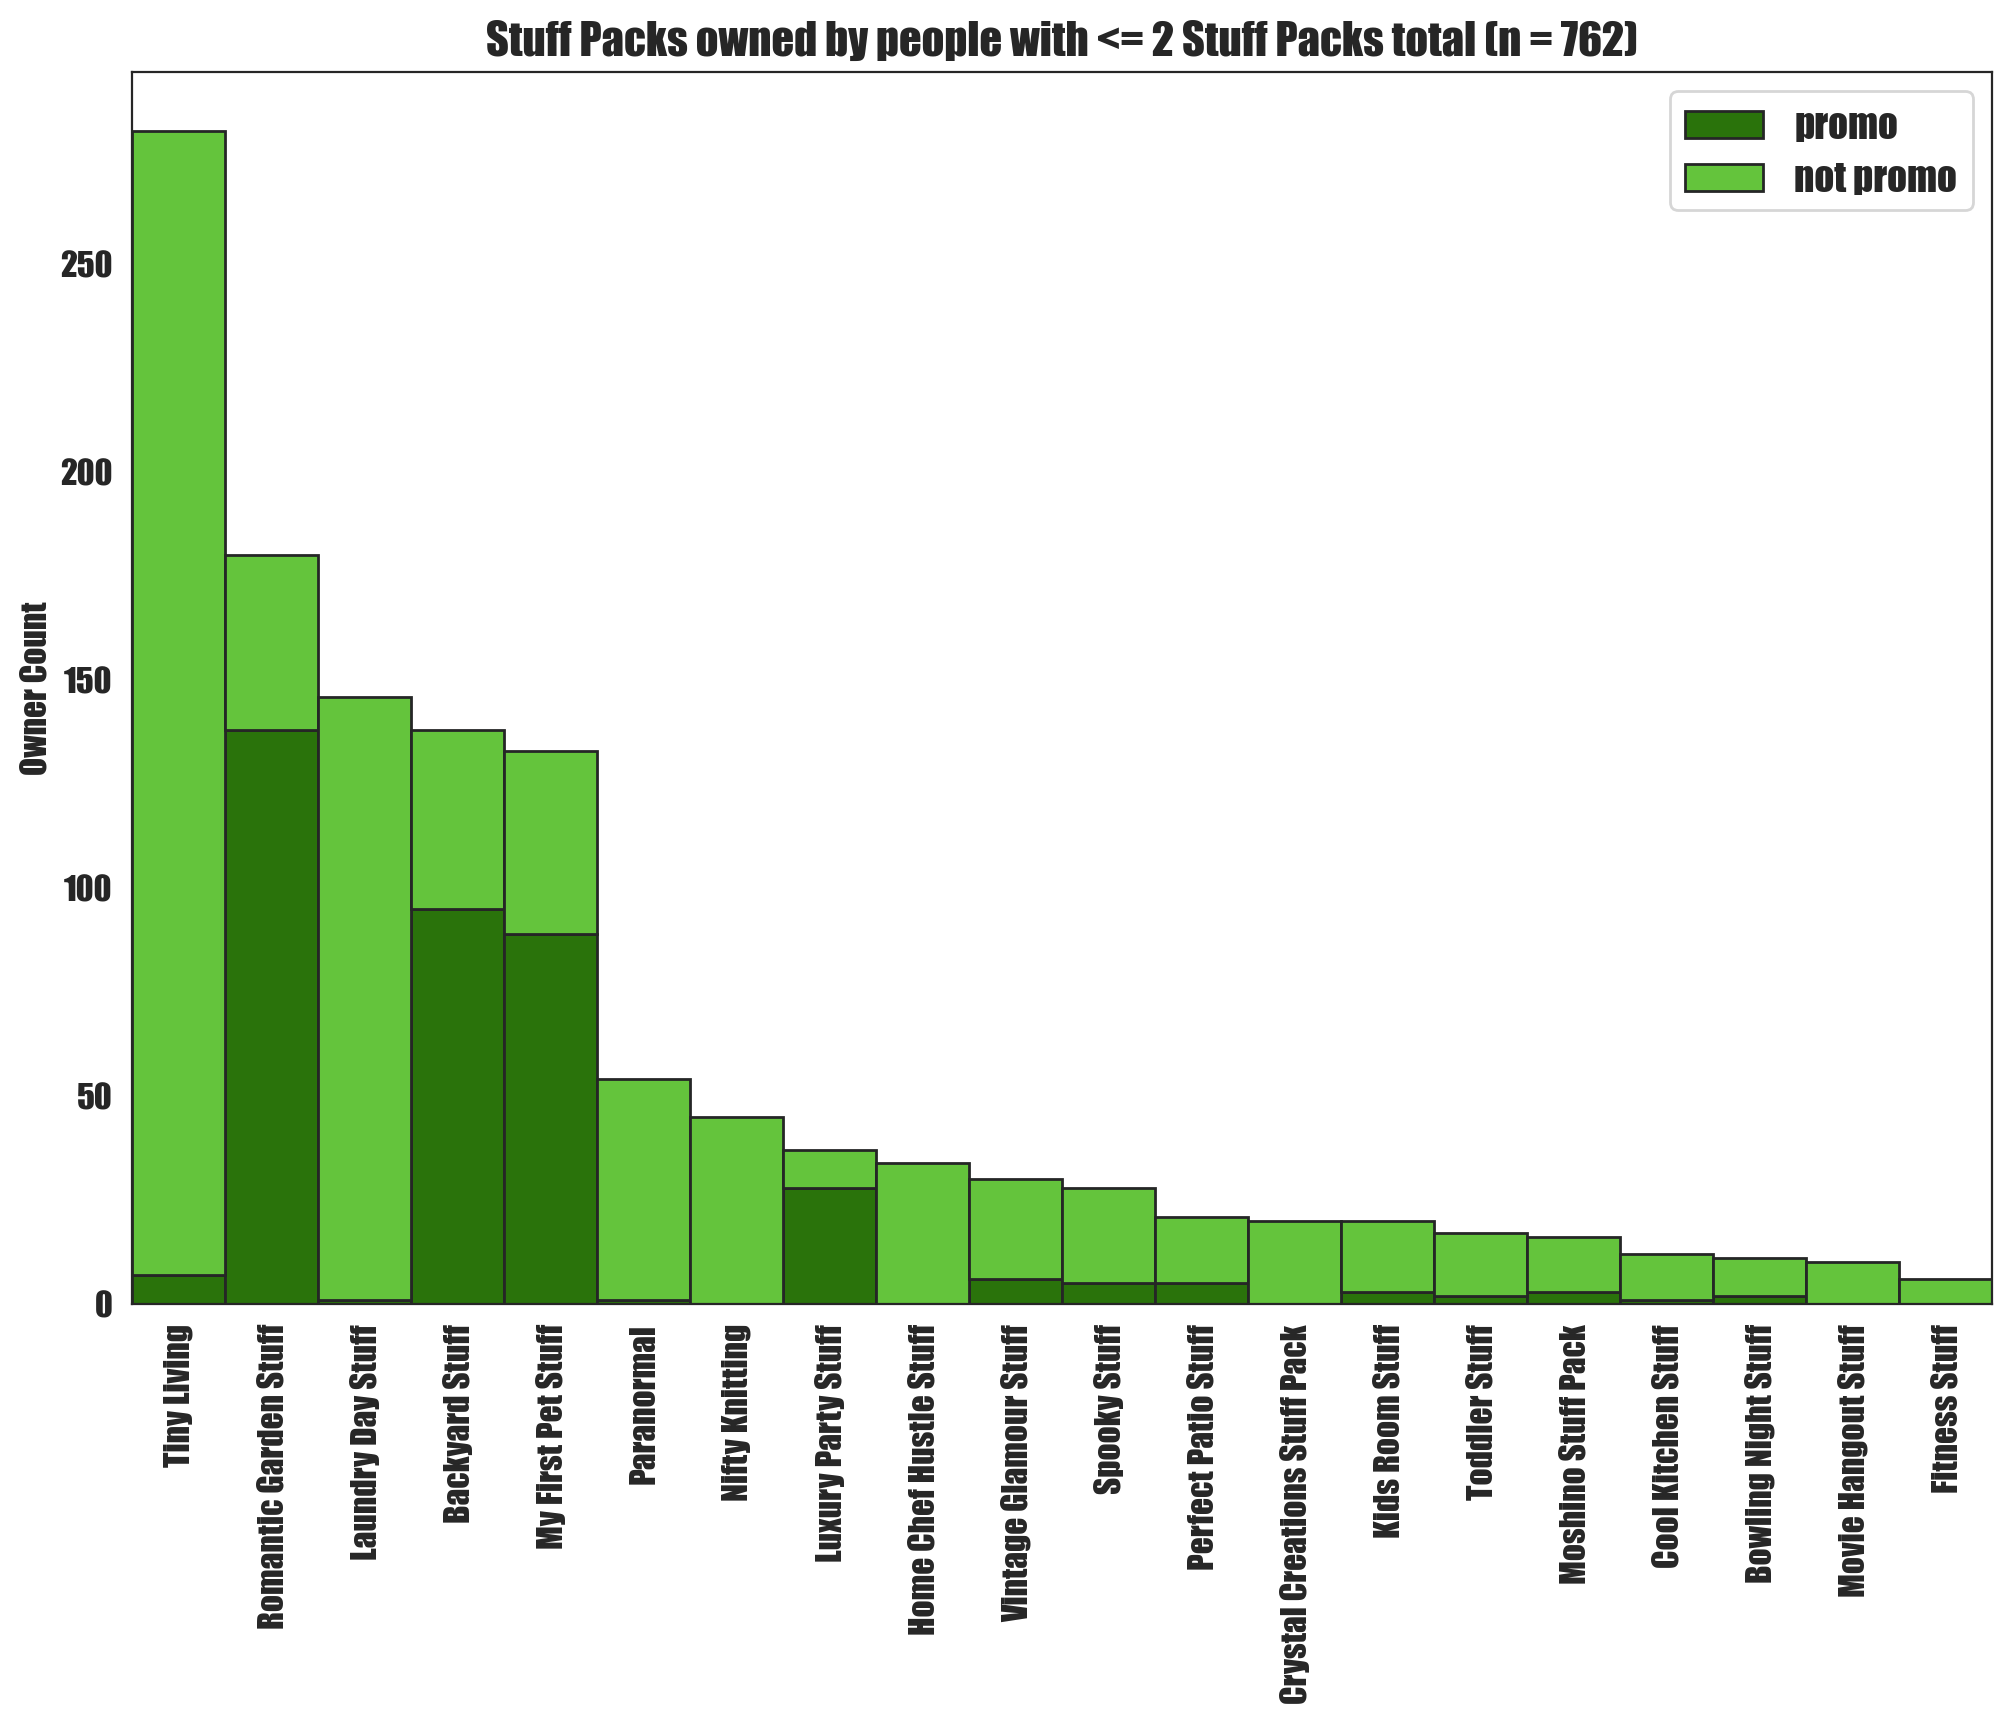 Stuff Packs owned by people with <= 2 Stuff Packs total (n = 762)
promo
not promo
Owner Count
250
200
150
100
50
0
Tiny Living
Romantic Garden Stuff
Laundry Day Stuff
Backyard Stuff
My First Pet Stuff
Paranormal
Nifty Knitting
Luxury Party Stuff
Home Chef Hustle Stuff
Vintage Glamour Stuff
Spooky Stuff
Perfect Patio Stuff
Crystal Creations Stuff Pack
Kids Room Stuff
Toddler Stuff
Moshino Stuff Pack
Cool Kitchen Stuff
Bowling Night Stuff
Movie Hangout Stuff
Fitness Stuff